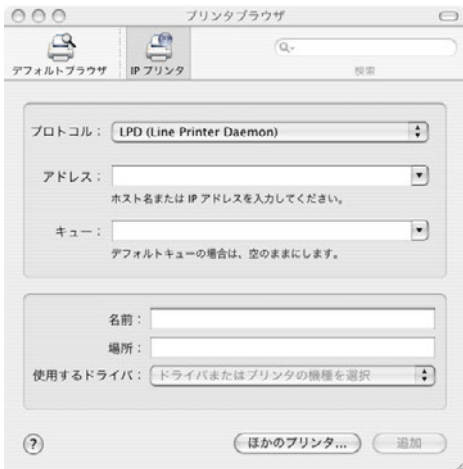 プリンタブラウザ
デフォルトブラウザ
IP プリンタ
検索
プロトコル：
LPD (Line Printer Daemon)
アドレス：
ホスト名または IP アドレスを入力してください。
キュー：
デフォルトキューの場合は、空のままにします。
名前：
場所：
使用するドライバ：
ドライバまたはプリンタの機種を選択
?
ほかのプリンタ...
追加